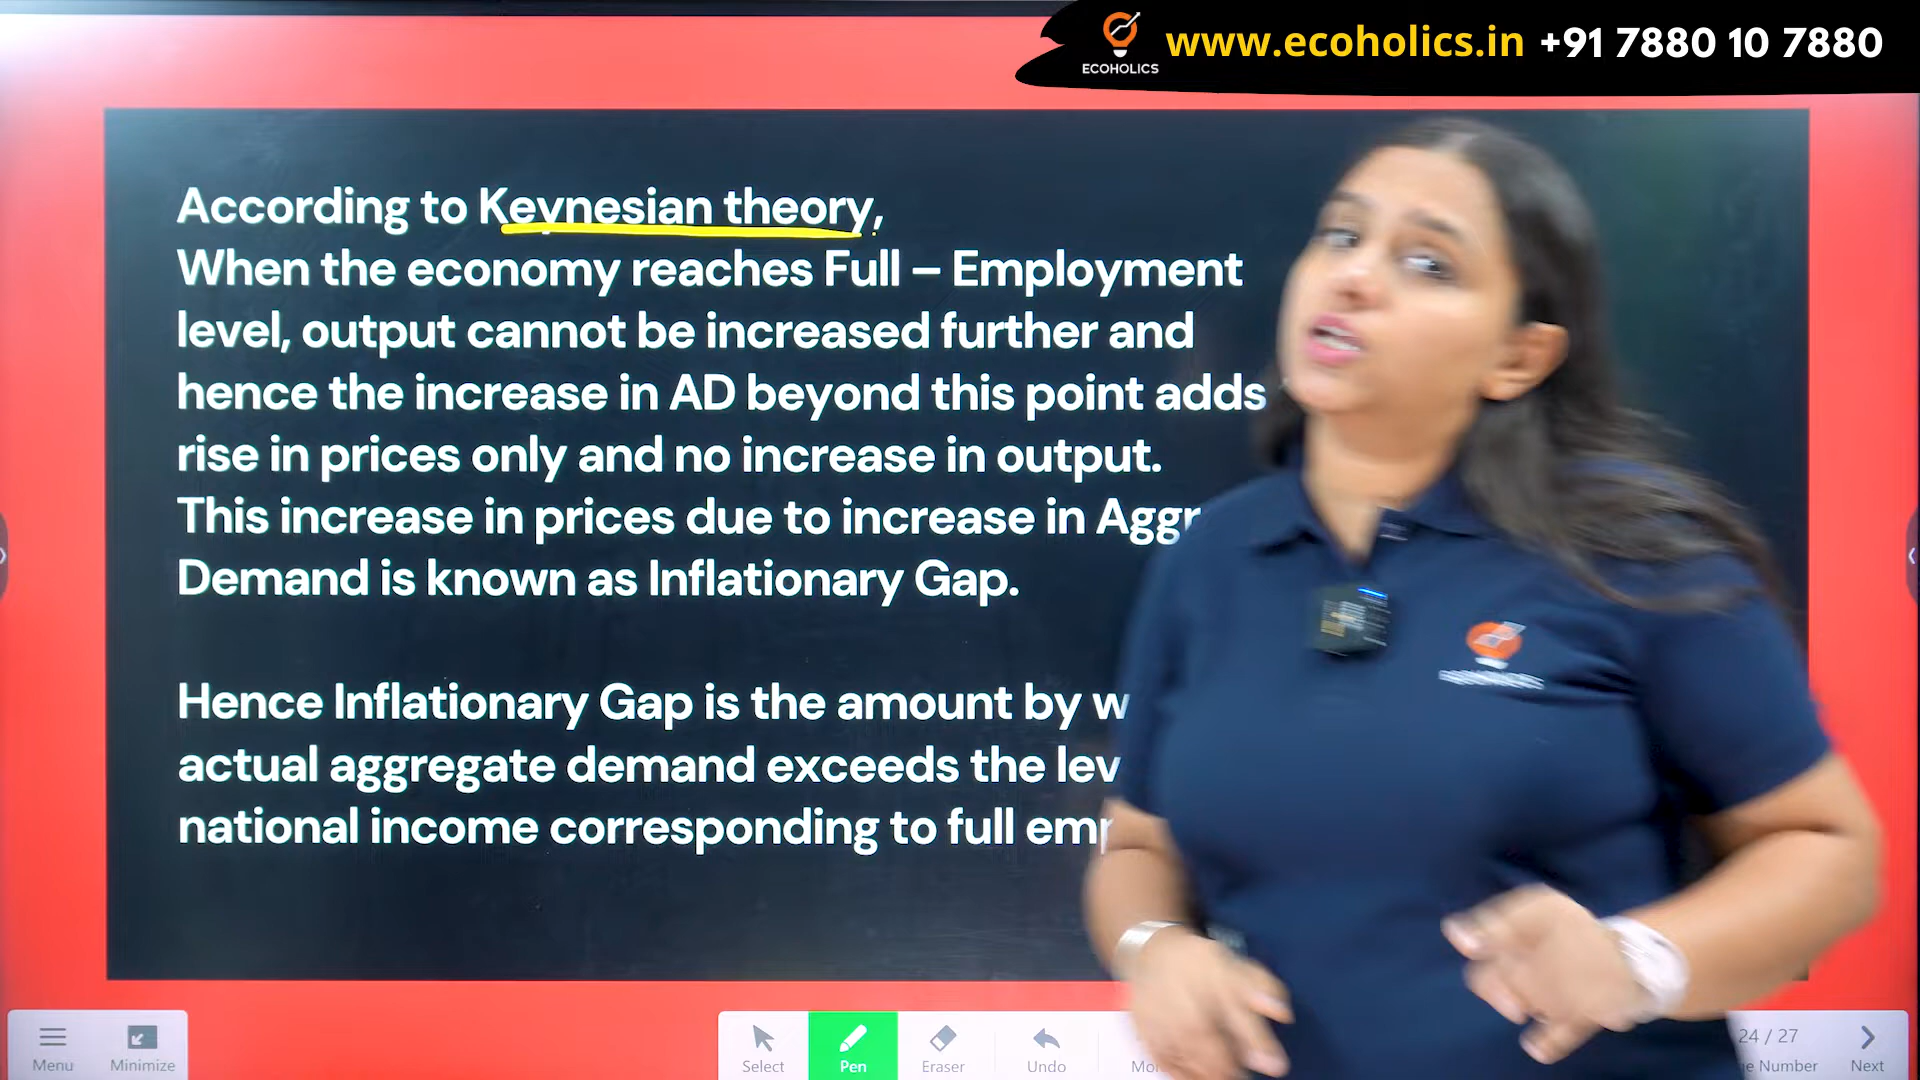 www.ecoholics.in +91 7880 10 7880
ECOHOLICS
According to Keynesian theory,
When the economy reaches Full – Employment
level, output cannot be increased further and
hence the increase in AD beyond this point adds
rise in prices only and no increase in output.
This increase in prices due to increase in Aggr
Demand is known as Inflationary Gap.
Hence Inflationary Gap is the amount by w
actual aggregate demand exceeds the lev
national income corresponding to full emp
Menu
Minimize
Select
Pen
Eraser
Undo
Mor
24 / 27
Number
Next